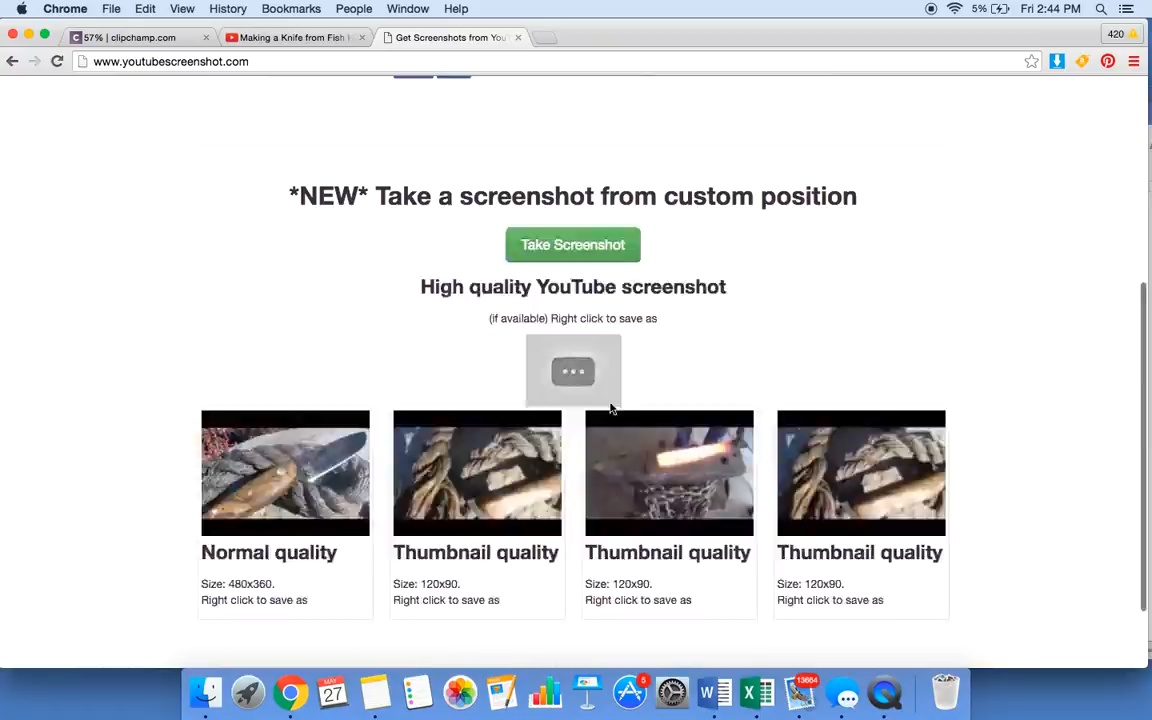 Chrome File Edit View History Bookmarks People Window Help 5% Fri 2:44 PM
57% | clipchamp.com Making a Knife from Fish Get Screenshots from You 420
www.youtubescreenshot.com
*NEW* Take a screenshot from custom position
Take Screenshot
High quality YouTube screenshot
(if available) Right click to save as
Normal quality Thumbnail quality Thumbnail quality Thumbnail quality
Size: 480x360. Size: 120x90. Size: 120x90. Size: 120x90.
Right click to save as Right click to save as Right click to save as Right click to save as
MAY 5 13664
27